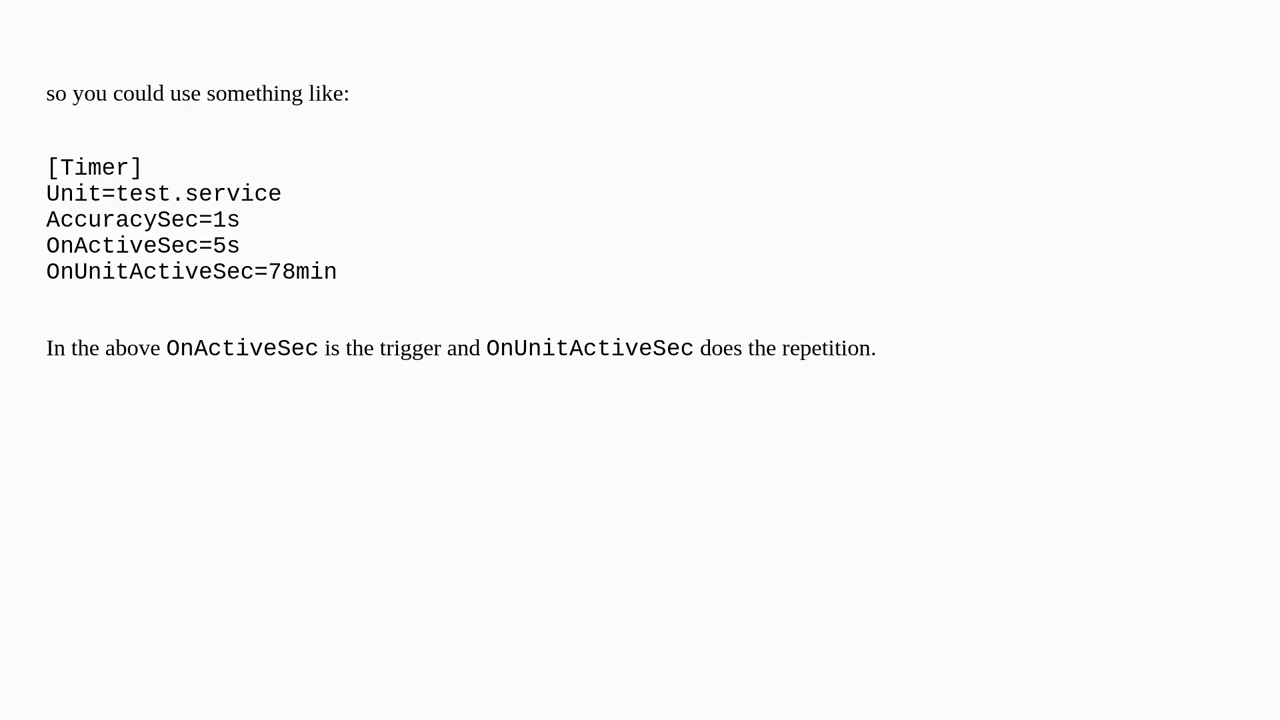 so you could use something like:
[Timer]
Unit=test.service
AccuracySec=1s
OnActiveSec=5s
OnUnitActiveSec=78min
In the above OnActiveSec is the trigger and OnUnitActiveSec does the repetition.